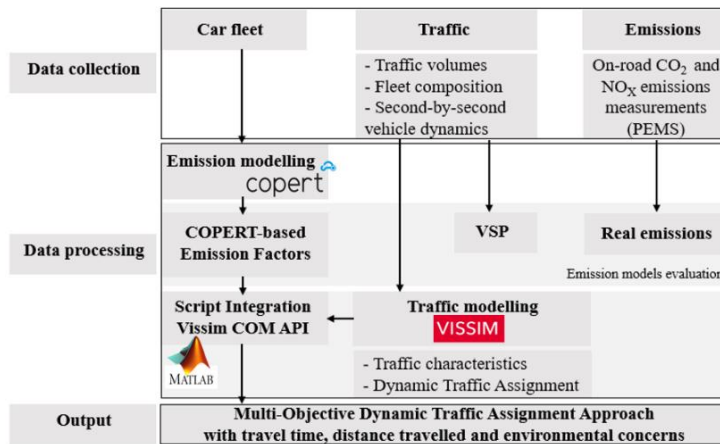 Car fleet
Traffic
Emissions
Data collection
- Traffic volumes
- Fleet composition
- Second-by-second
vehicle dynamics
On-road CO2 and
NOX emissions
measurements
(PEMS)
Emission modelling
copert
Data processing
COPERT-based
Emission Factors
VSP
Real emissions
Emission models evaluation
Script Integration
Vissim COM API
MATLAB
Traffic modelling
VISSIM
- Traffic characteristics
- Dynamic Traffic Assignment
Output
Multi-Objective Dynamic Traffic Assignment Approach
with travel time, distance travelled and environmental concerns